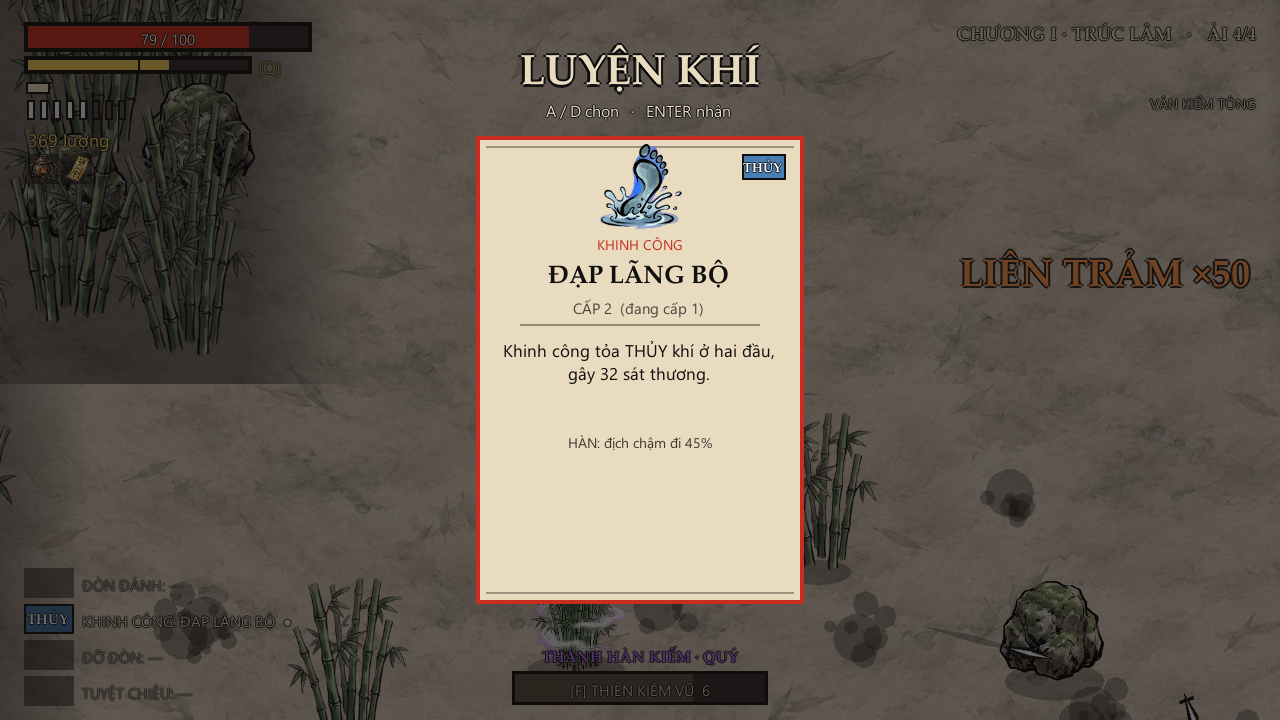 79 / 100
[Q]
369 lượng
CHƯƠNG I · TRÚC LÂM · ẢI 4/4
VÂN KIẾM TÔNG
LUYỆN KHÍ
A / D chọn · ENTER nhận
THỦY
KHINH CÔNG
ĐẠP LÃNG BỘ
CẤP 2 (đang cấp 1)
Khinh công tỏa THỦY khí ở hai đầu,
gây 32 sát thương.
HÀN: địch chậm đi 45%
LIÊN TRẢM ×50
ĐÒN ĐÁNH: —
THỦY KHINH CÔNG: ĐẠP LÃNG BỘ
ĐỠ ĐÒN: —
TUYỆT CHIÊU: —
THANH HÀN KIẾM · QUÝ
[F] THIÊN KIẾM VŨ 6